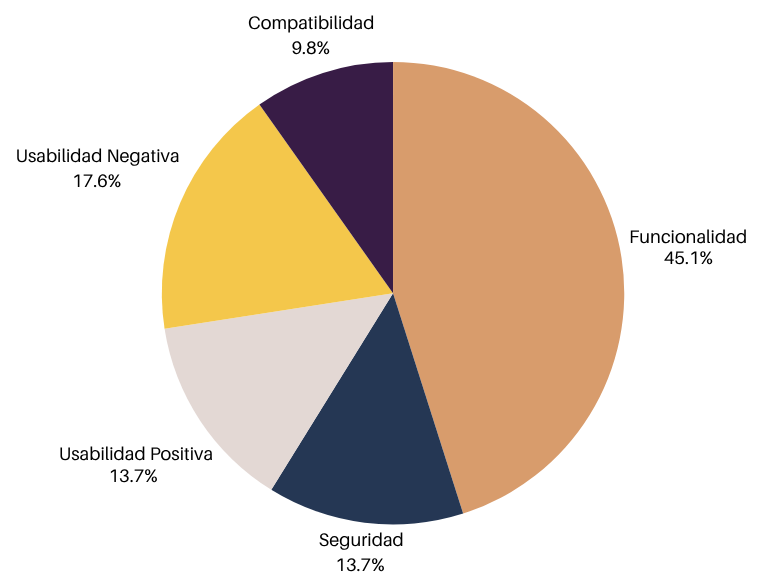 Compatibilidad
9.8%
Usabilidad Negativa
17.6%
Funcionalidad
45.1%
Usabilidad Positiva
13.7%
Seguridad
13.7%